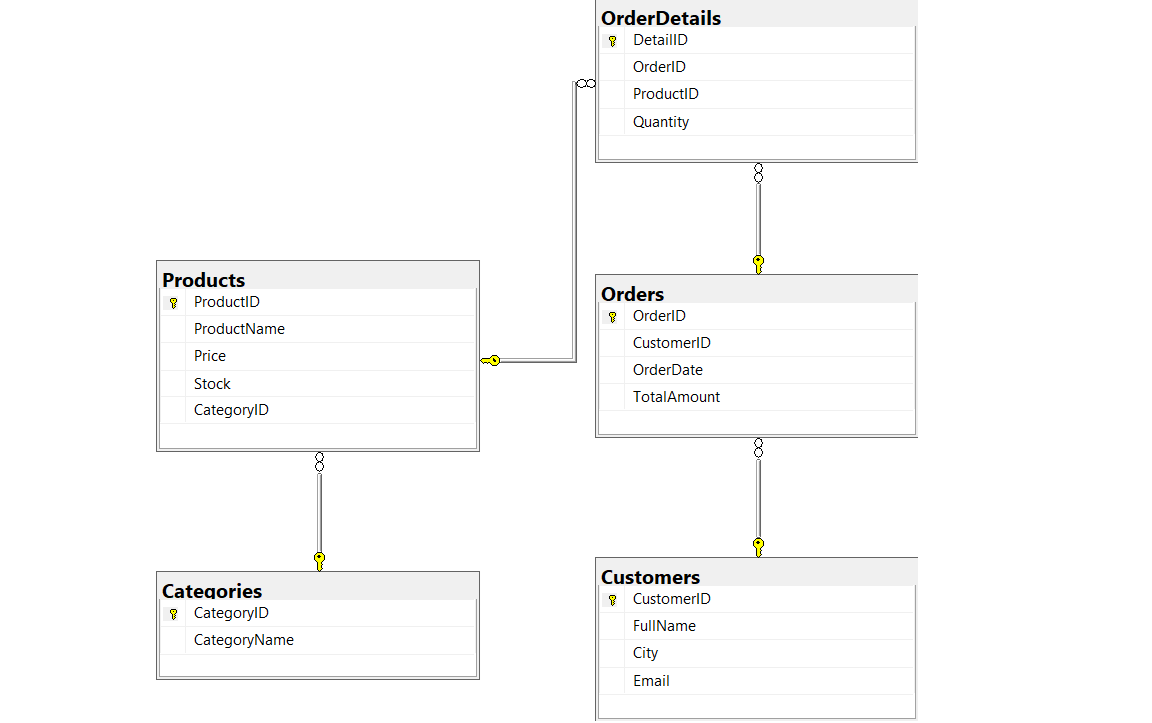 OrderDetails
DetailID
OrderID
ProductID
Quantity
Products
ProductID
ProductName
Price
Stock
CategoryID
Orders
OrderID
CustomerID
OrderDate
TotalAmount
Categories
CategoryID
CategoryName
Customers
CustomerID
FullName
City
Email